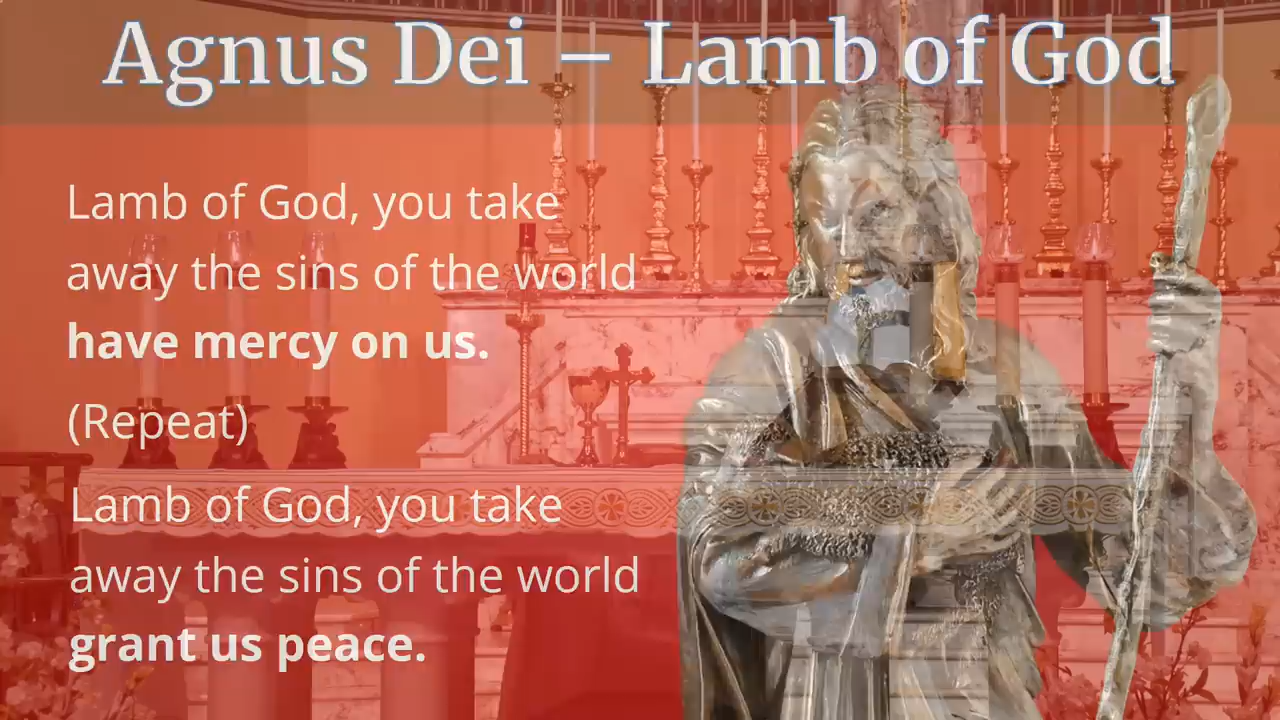 Agnus Dei – Lamb of God
Lamb of God, you take
away the sins of the world
have mercy on us.
(Repeat)
Lamb of God, you take
away the sins of the world
grant us peace.